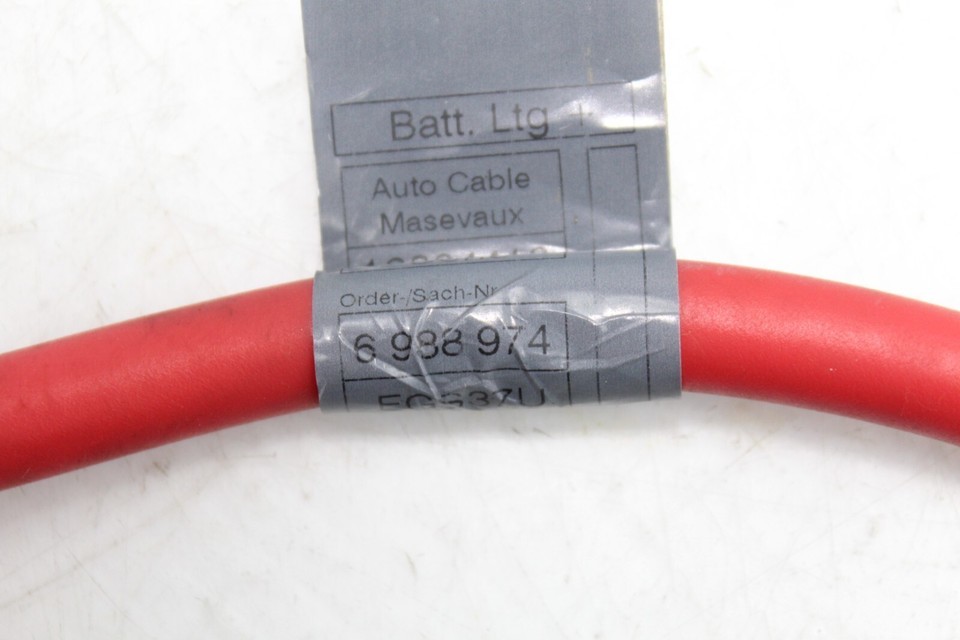 Batt. Ltg +
Auto Cable
Masevaux
Order-/Sach-Nr
6 988 974